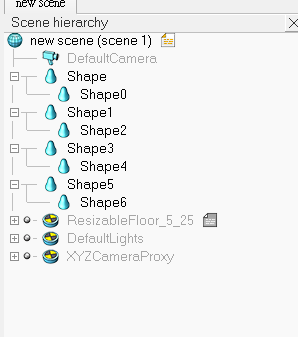 new scene
Scene hierarchy
new scene (scene 1)
DefaultCamera
Shape
Shape0
Shape1
Shape2
Shape3
Shape4
Shape5
Shape6
ResizableFloor_5_25
DefaultLights
XYZCameraProxy